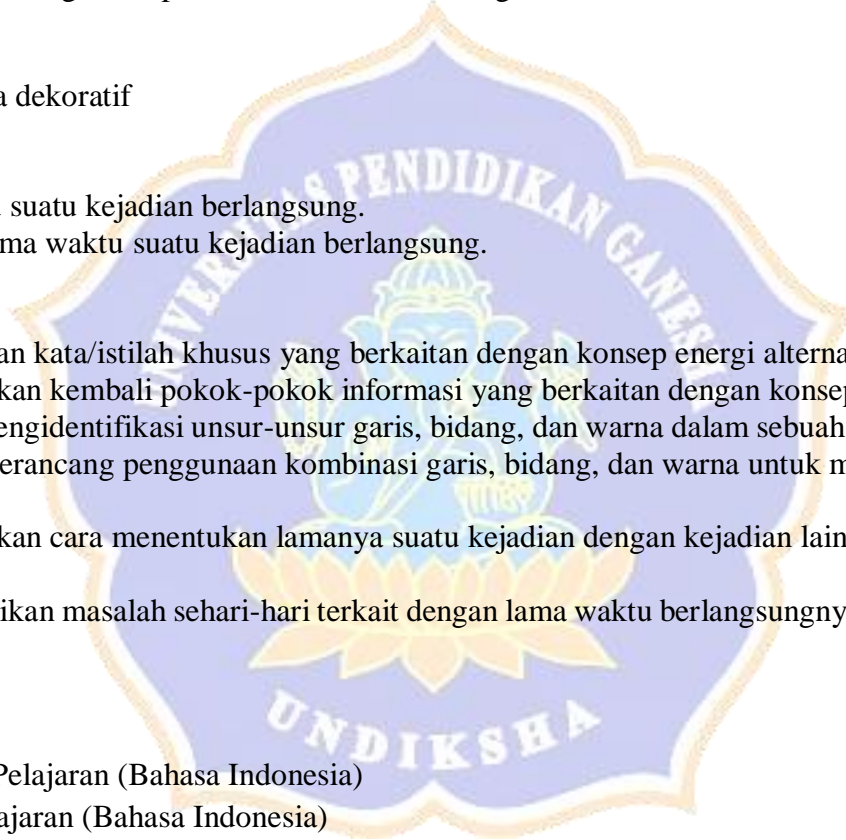 a dekoratif
suatu kejadian berlangsung.
ma waktu suatu kejadian berlangsung.
UNIVERSITAS PENDIDIKAN GANESHA
an kata/istilah khusus yang berkaitan dengan konsep energi alterna
kan kembali pokok-pokok informasi yang berkaitan dengan konsep
engidentifikasi unsur-unsur garis, bidang, dan warna dalam sebuah
erancang penggunaan kombinasi garis, bidang, dan warna untuk m
kan cara menentukan lamanya suatu kejadian dengan kejadian lain
ikan masalah sehari-hari terkait dengan lama waktu berlangsungny
UNDIKSHA
Pelajaran (Bahasa Indonesia)
ajaran (Bahasa Indonesia)